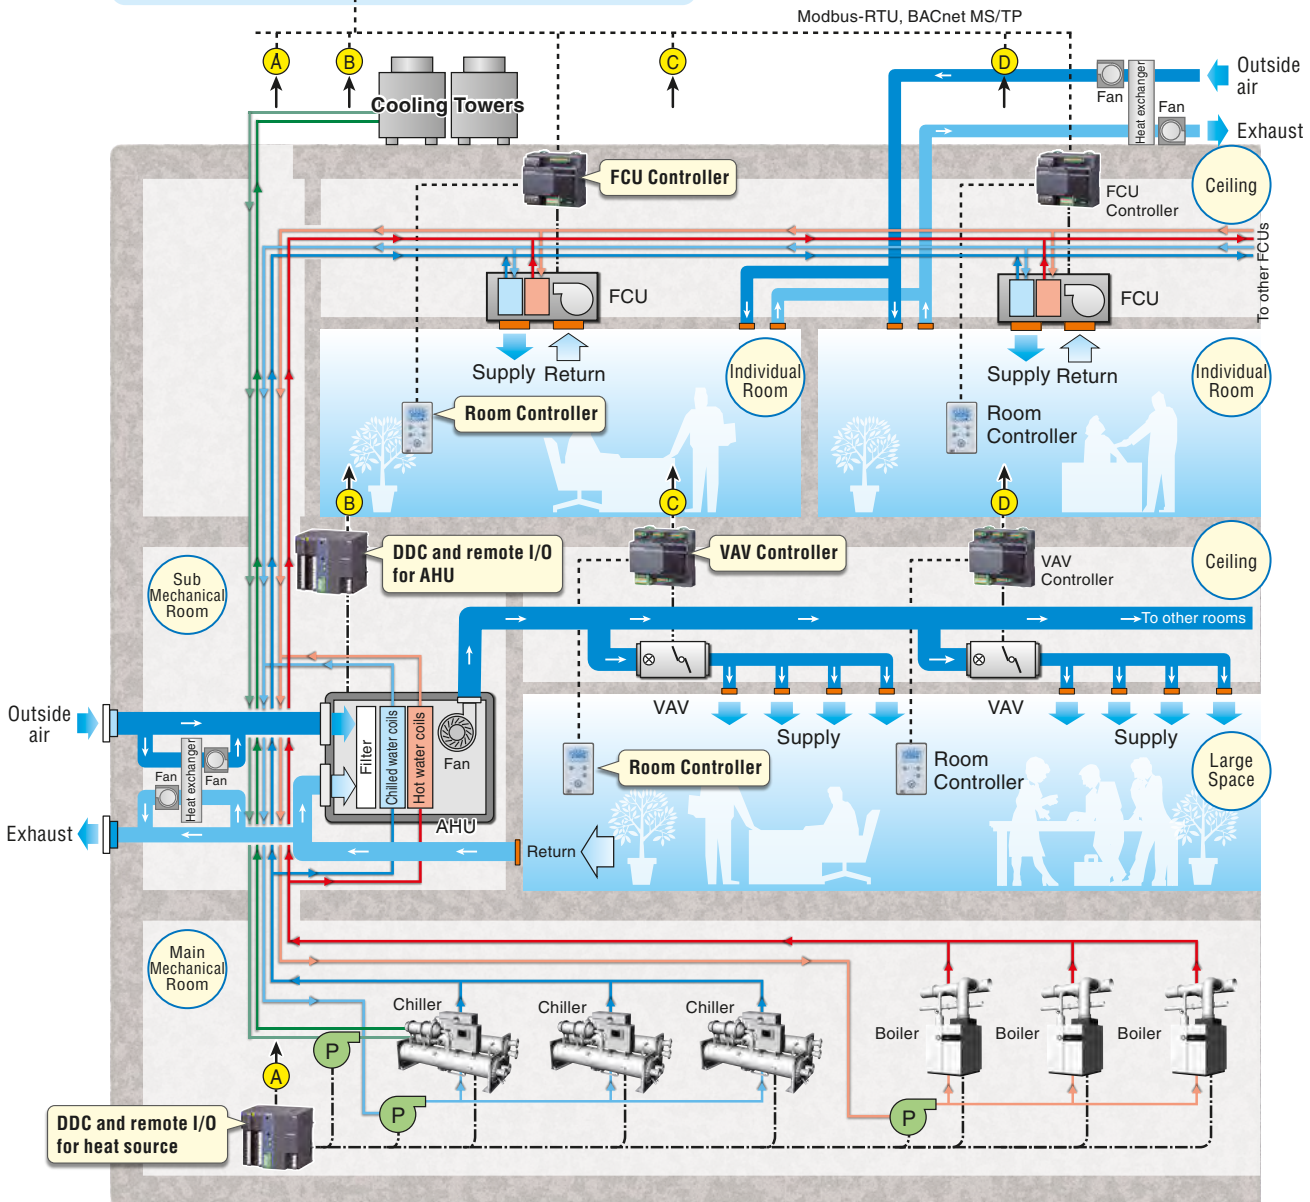 Modbus-RTU, BACnet MS/TP
A
B
C
D
Cooling Towers
Fan
Heat exchanger
Fan
Outside
air
Exhaust
FCU Controller
FCU
Controller
Ceiling
To other FCUs
FCU
FCU
Supply Return
Individual
Room
Supply Return
Individual
Room
Room Controller
Room
Controller
B
C
D
DDC and remote I/O
for AHU
VAV Controller
VAV
Controller
Ceiling
Sub
Mechanical
Room
To other rooms
VAV
VAV
Supply
Supply
Outside
air
Fan
Heat exchanger
Fan
Exhaust
Filter
Chilled water coils
Hot water coils
Fan
AHU
Return
Room Controller
Room
Controller
Large
Space
Main
Mechanical
Room
Chiller
Chiller
Chiller
Boiler
Boiler
Boiler
P
P
P
A
DDC and remote I/O
for heat source